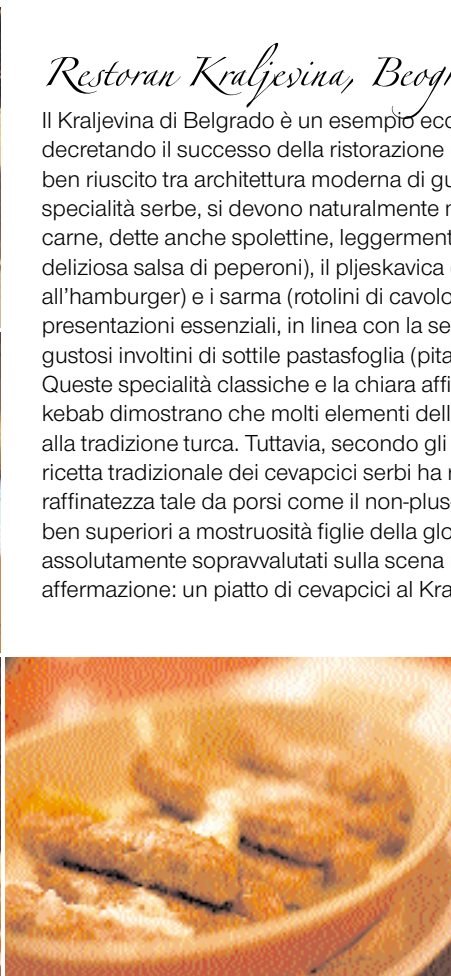 Restoran Kraljevina, Beogr
Il Kraljevina di Belgrado è un esempio ecc
decretando il successo della ristorazione
ben riuscito tra architettura moderna di gu
specialità serbe, si devono naturalmente
carne, dette anche spolettine, leggerment
deliziosa salsa di peperoni), il pljeskavica
all’hamburger) e i sarma (rotolini di cavolo
presentazioni essenziali, in linea con la se
gustosi involtini di sottile pastasfoglia (pita
Queste specialità classiche e la chiara affi
kebab dimostrano che molti elementi dell
alla tradizione turca. Tuttavia, secondo gli
ricetta tradizionale dei cevapcici serbi ha
raffinatezza tale da porsi come il non-plus
ben superiori a mostruosità figlie della glo
assolutamente sopravvalutati sulla scena
affermazione: un piatto di cevapcici al Kra